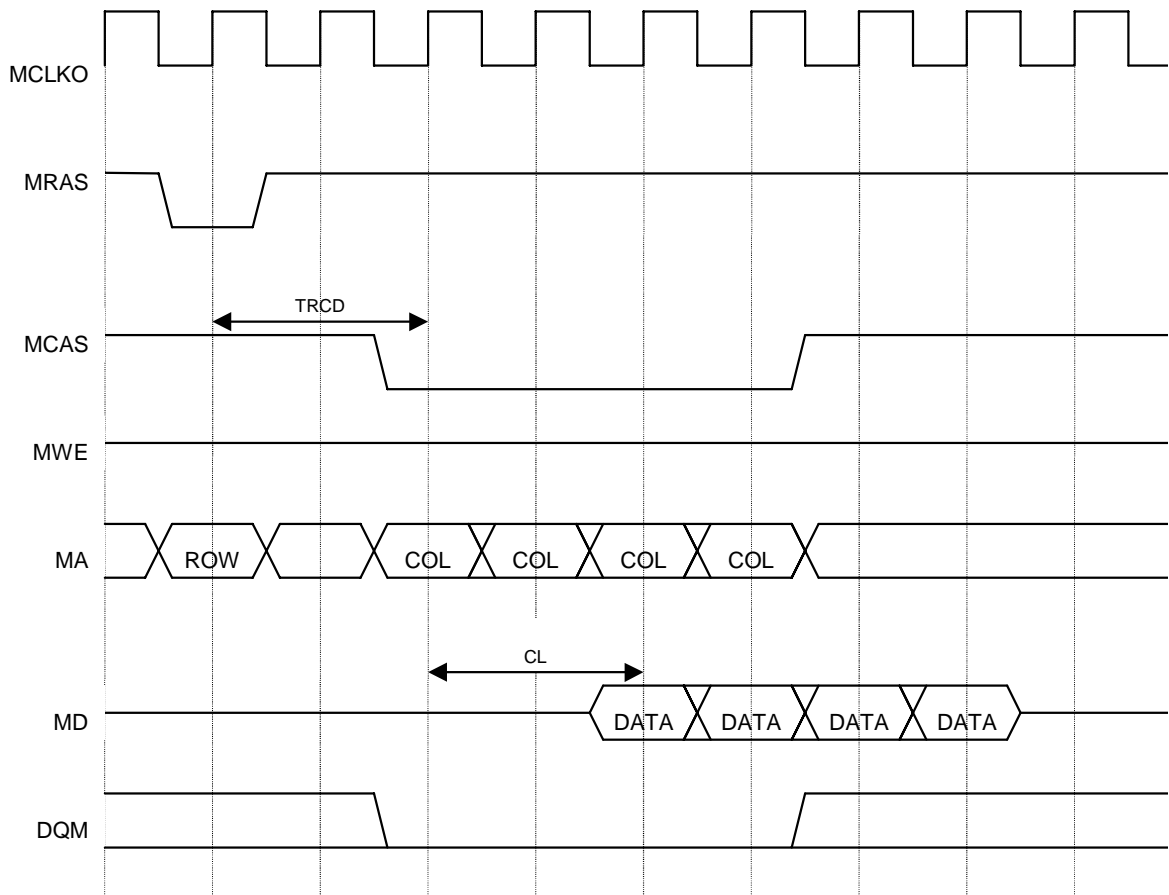 MCLKO
MRAS
TRCD
MCAS
MWE
MA ROW COL COL COL COL
CL
MD DATA DATA DATA DATA
DQM